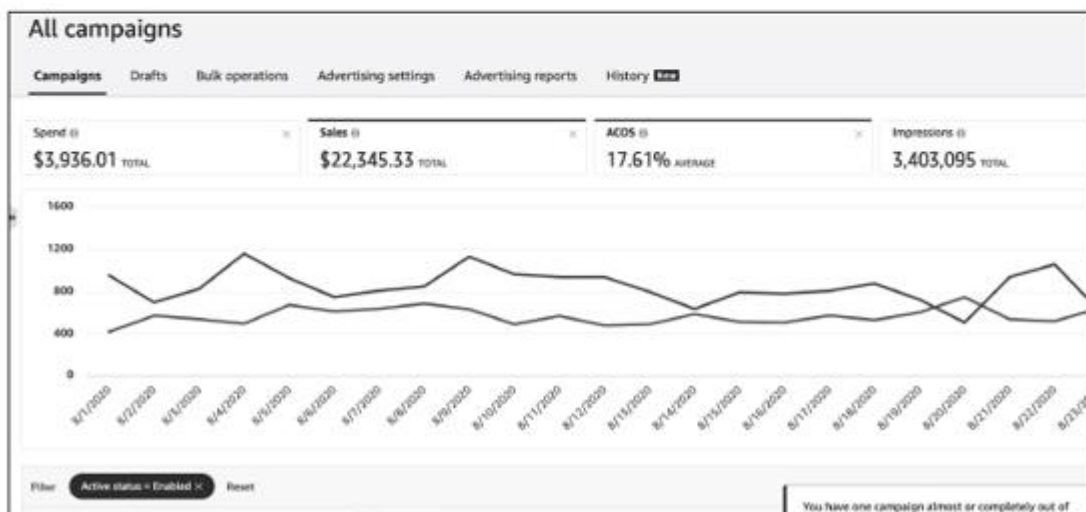 All campaigns
Campaigns Drafts Bulk operations Advertising settings Advertising reports History New
Spend Sales ACOS Impressions
$3,936.01 TOTAL $22,345.33 TOTAL 17.61% AVERAGE 3,403,095 TOTAL
1600
1200
800
400
0
8/1/2020 8/2/2020 8/3/2020 8/4/2020 8/5/2020 8/6/2020 8/7/2020 8/8/2020 8/9/2020 8/10/2020 8/11/2020 8/12/2020 8/13/2020 8/14/2020 8/15/2020 8/16/2020 8/17/2020 8/18/2020 8/19/2020 8/20/2020 8/21/2020 8/22/2020 8/23/2
Filter Active status = Enabled × Reset
You have one campaign almost or completely out of